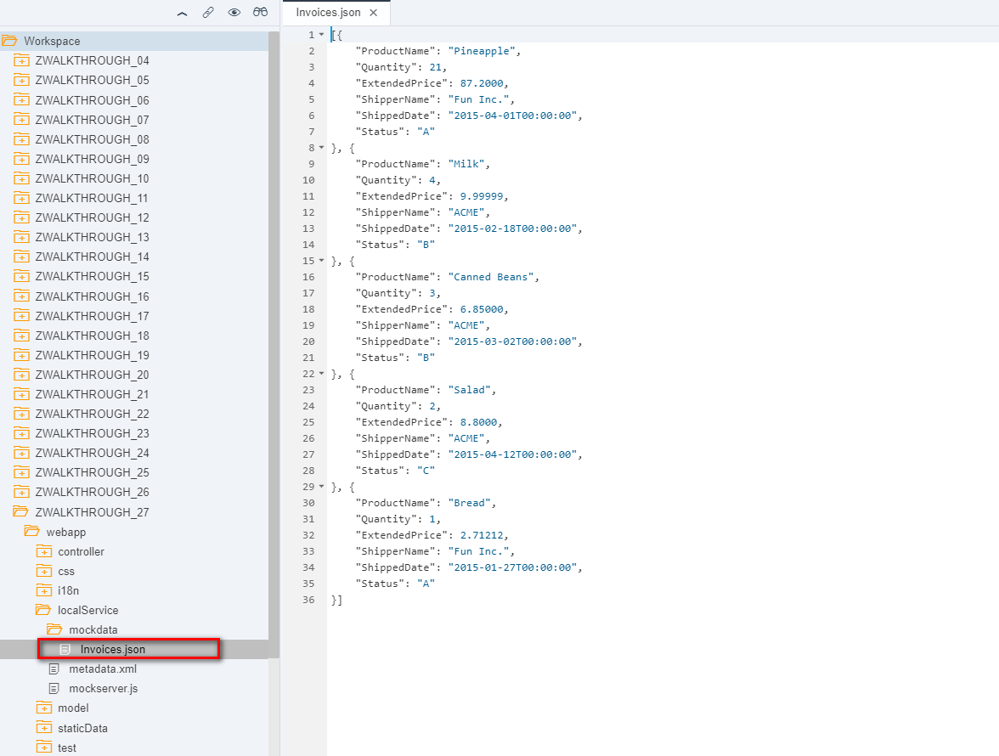 Workspace
ZWALKTHROUGH_04
ZWALKTHROUGH_05
ZWALKTHROUGH_06
ZWALKTHROUGH_07
ZWALKTHROUGH_08
ZWALKTHROUGH_09
ZWALKTHROUGH_10
ZWALKTHROUGH_11
ZWALKTHROUGH_12
ZWALKTHROUGH_13
ZWALKTHROUGH_14
ZWALKTHROUGH_15
ZWALKTHROUGH_16
ZWALKTHROUGH_17
ZWALKTHROUGH_18
ZWALKTHROUGH_19
ZWALKTHROUGH_20
ZWALKTHROUGH_21
ZWALKTHROUGH_22
ZWALKTHROUGH_23
ZWALKTHROUGH_24
ZWALKTHROUGH_25
ZWALKTHROUGH_26
ZWALKTHROUGH_27
webapp
controller
css
i18n
localService
mockdata
Invoices.json
metadata.xml
mockserver.js
model
staticData
test
Invoices.json ×
1 [{
2 "ProductName": "Pineapple",
3 "Quantity": 21,
4 "ExtendedPrice": 87.2000,
5 "ShipperName": "Fun Inc.",
6 "ShippedDate": "2015-04-01T00:00:00",
7 "Status": "A"
8 }, {
9 "ProductName": "Milk",
10 "Quantity": 4,
11 "ExtendedPrice": 9.99999,
12 "ShipperName": "ACME",
13 "ShippedDate": "2015-02-18T00:00:00",
14 "Status": "B"
15 }, {
16 "ProductName": "Canned Beans",
17 "Quantity": 3,
18 "ExtendedPrice": 6.85000,
19 "ShipperName": "ACME",
20 "ShippedDate": "2015-03-02T00:00:00",
21 "Status": "B"
22 }, {
23 "ProductName": "Salad",
24 "Quantity": 2,
25 "ExtendedPrice": 8.8000,
26 "ShipperName": "ACME",
27 "ShippedDate": "2015-04-12T00:00:00",
28 "Status": "C"
29 }, {
30 "ProductName": "Bread",
31 "Quantity": 1,
32 "ExtendedPrice": 2.71212,
33 "ShipperName": "Fun Inc.",
34 "ShippedDate": "2015-01-27T00:00:00",
35 "Status": "A"
36 }]